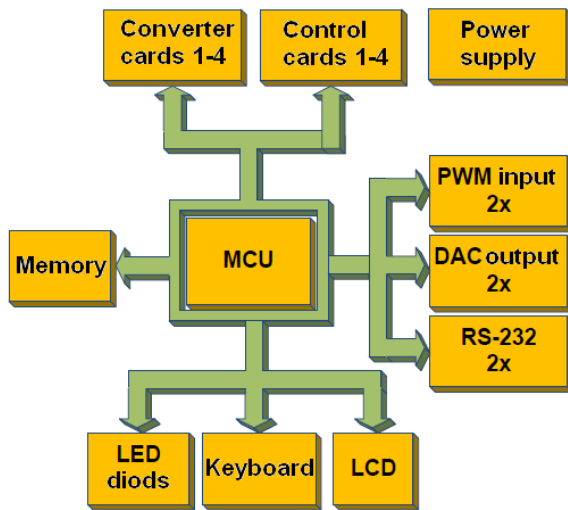 Converter
cards 1-4
Control
cards 1-4
Power
supply
PWM input
2x
Memory
MCU
DAC output
2x
RS-232
2x
LED
diods
Keyboard
LCD